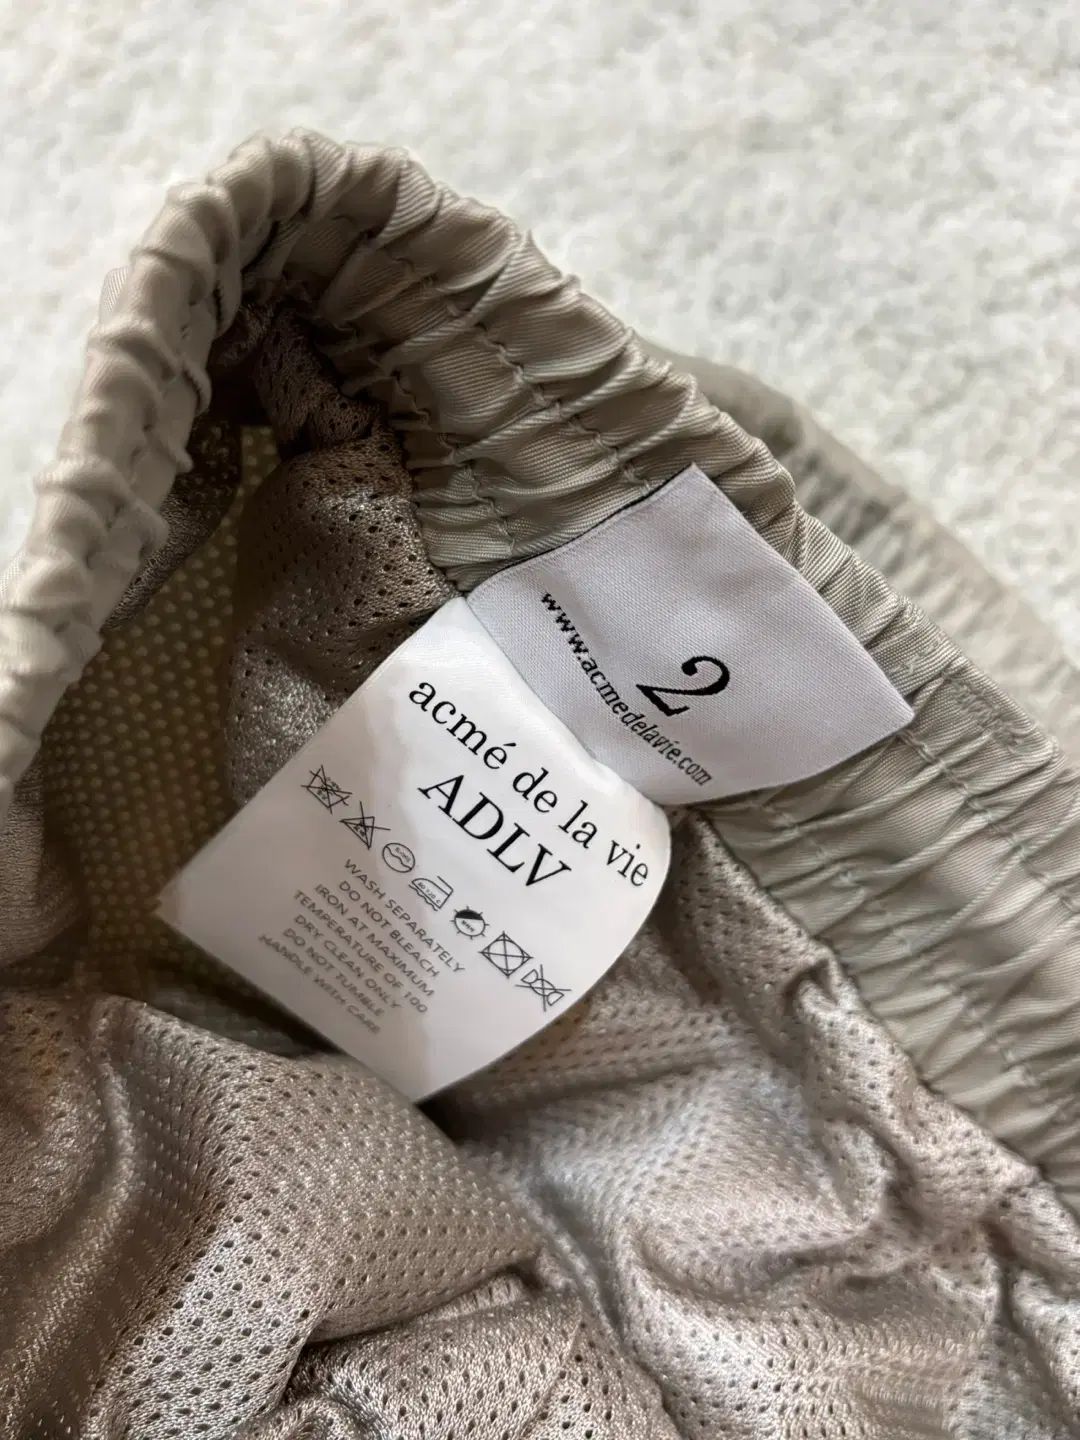 2
www.acmedelavie.com
acmé de la vie
ADLV
WASH SEPARATELY
DO NOT BLEACH
IRON AT MAXIMUM
TEMPERATURE OF 100
DRY CLEAN ONLY
DO NOT TUMBLE
HANDLE WITH CARE